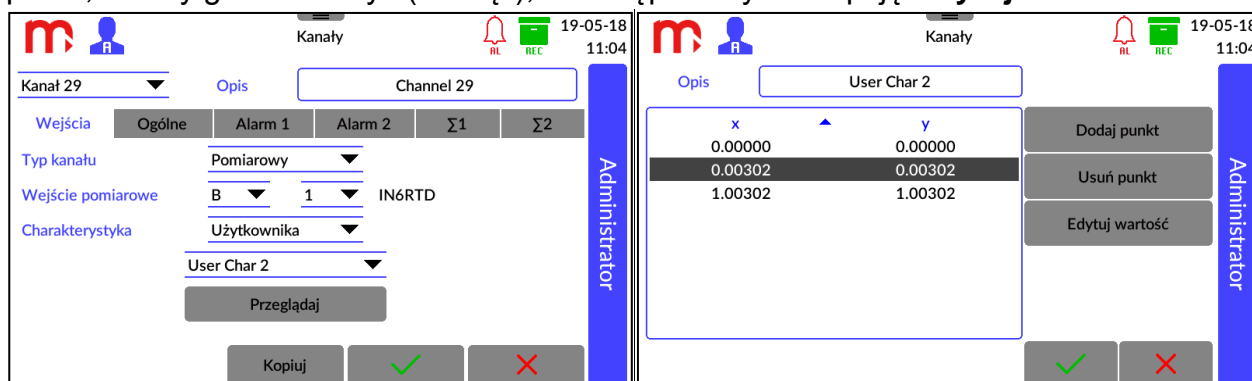 Kanały
AL REC
19-05-18
11:04
Kanał 29 Opis Channel 29
Wejścia Ogólne Alarm 1 Alarm 2 ∑1 ∑2
Typ kanału Pomiarowy
Wejście pomiarowe B 1 IN6RTD
Charakterystyka Użytkownika
User Char 2
Przeglądaj
Kopiuj
Administrator
Kanały
AL REC
19-05-18
11:04
Opis User Char 2
x y
0.00000 0.00000
0.00302 0.00302
1.00302 1.00302
Dodaj punkt
Usuń punkt
Edytuj wartość
Administrator